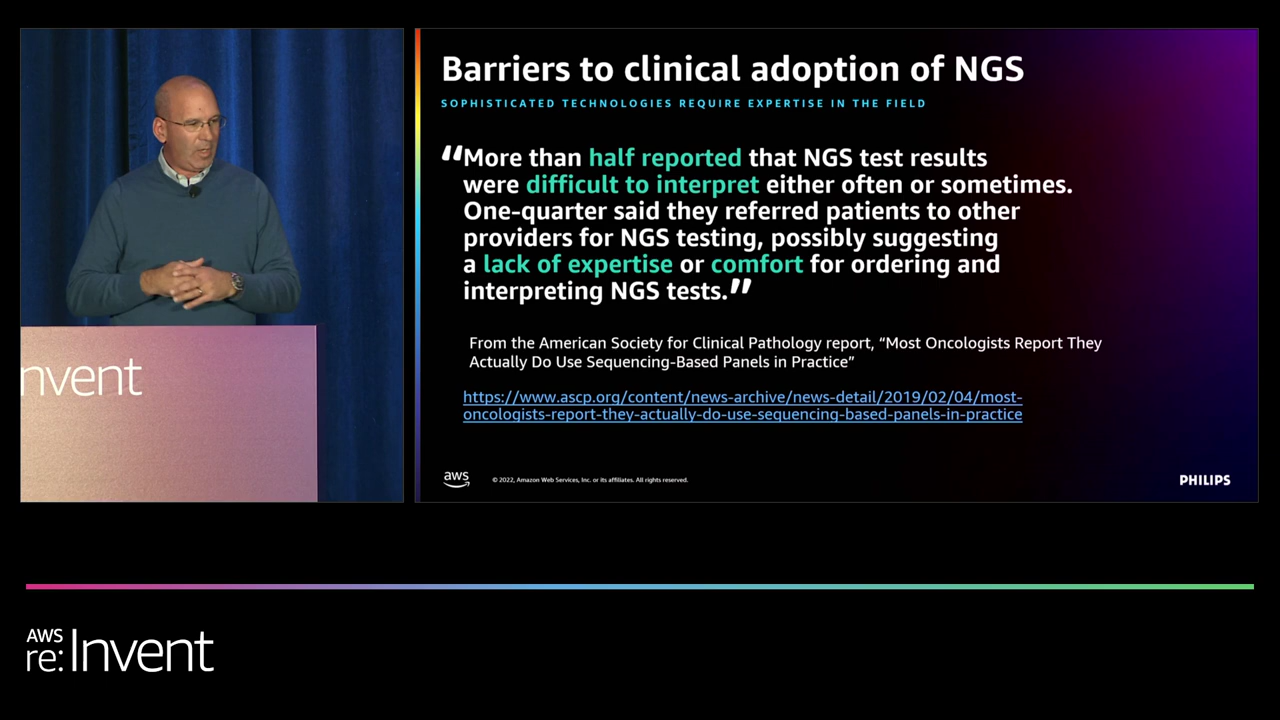 nvent
Barriers to clinical adoption of NGS
SOPHISTICATED TECHNOLOGIES REQUIRE EXPERTISE IN THE FIELD
“More than half reported that NGS test results
were difficult to interpret either often or sometimes.
One-quarter said they referred patients to other
providers for NGS testing, possibly suggesting
a lack of expertise or comfort for ordering and
interpreting NGS tests.”
From the American Society for Clinical Pathology report, “Most Oncologists Report They
Actually Do Use Sequencing-Based Panels in Practice”
https://www.ascp.org/content/news-archive/news-detail/2019/02/04/most-
oncologists-report-they-actually-do-use-sequencing-based-panels-in-practice
aws
© 2022, Amazon Web Services, Inc. or its affiliates. All rights reserved.
PHILIPS
AWS
re:Invent